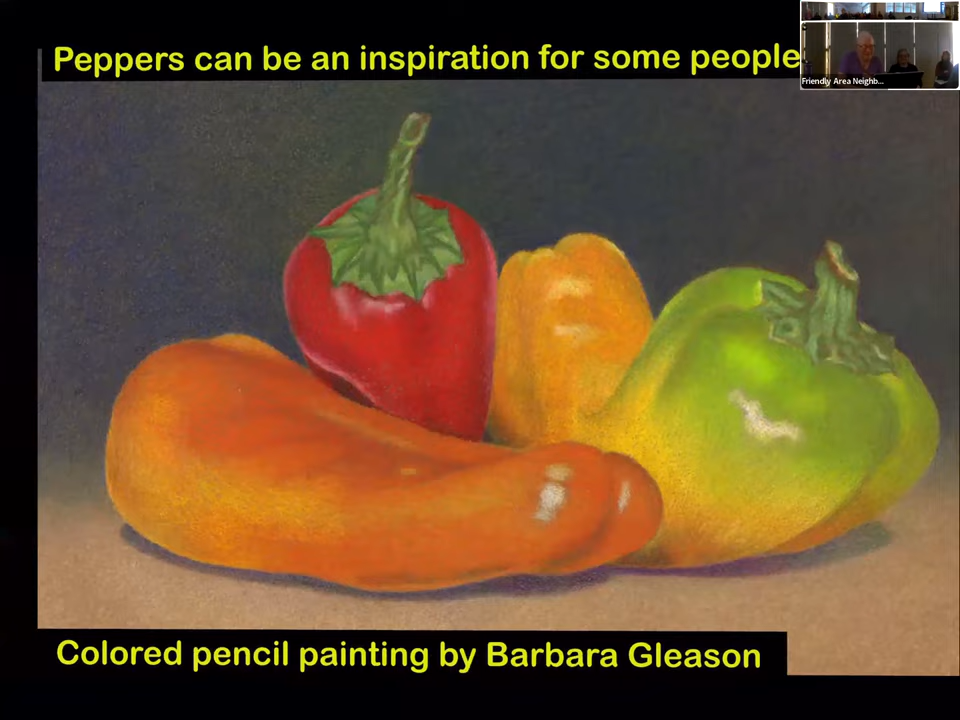 Peppers can be an inspiration for some people
Friendly Area Neighb...
Colored pencil painting by Barbara Gleason